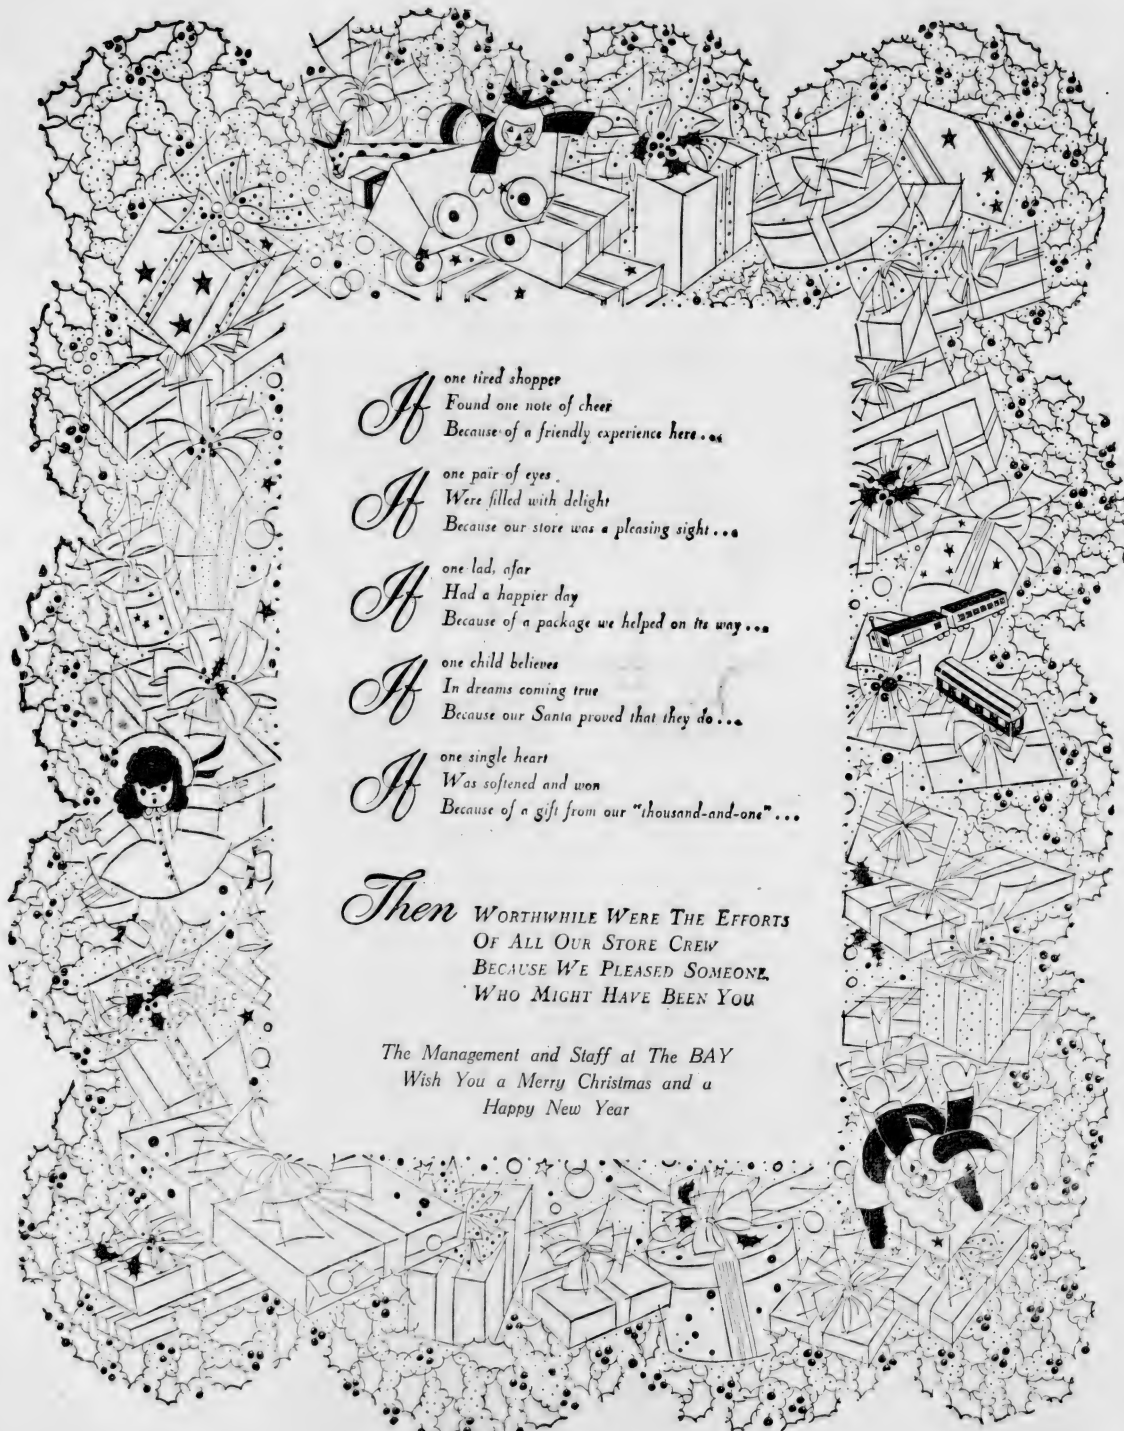 If one tired shopper
Found one note of cheer
Because of a friendly experience here...
If one pair of eyes
Were filled with delight
Because our store was a pleasing sight...
If one lad, afar
Had a happier day
Because of a package we helped on its way...
If one child believes
In dreams coming true
Because our Santa proved that they do...
If one single heart
Was softened and won
Because of a gift from our "thousand-and-one"...
Then WORTHWHILE WERE THE EFFORTS
OF ALL OUR STORE CREW
BECAUSE WE PLEASED SOMEONE
WHO MIGHT HAVE BEEN YOU
The Management and Staff at The BAY
Wish You a Merry Christmas and a
Happy New Year